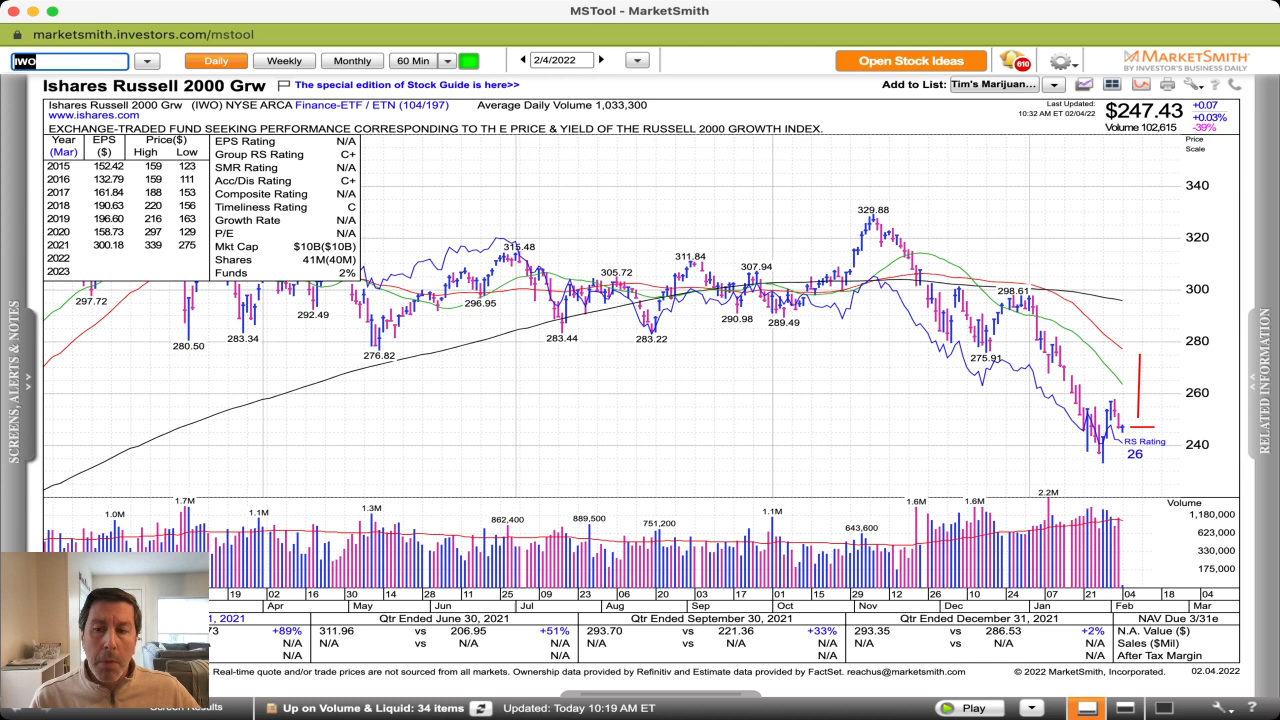 MSTool - MarketSmith
marketsmith.investors.com/mstool
IWO Daily Weekly Monthly 60 Min 2/4/2022 Open Stock Ideas 610 MARKETSMITH
BY INVESTOR'S BUSINESS DAILY
Ishares Russell 2000 Grw The special edition of Stock Guide is here>> Add to List: Tim's Marijuan...
Ishares Russell 2000 Grw (IWO) NYSE ARCA Finance-ETF / ETN (104/197) Average Daily Volume 1,033,300
www.ishares.com
Last Updated:
10:32 AM ET 02/04/22
$247.43 +0.07
+0.03%
Volume 102,615 -39%
EXCHANGE-TRADED FUND SEEKING PERFORMANCE CORRESPONDING TO TH E PRICE & YIELD OF THE RUSSELL 2000 GROWTH INDEX.
Year EPS Price($)
(Mar) ($) High Low
2015 152.42 159 123
2016 132.79 159 111
2017 161.84 188 153
2018 190.63 220 156
2019 196.60 216 163
2020 158.73 297 129
2021 300.18 339 275
2022
2023
EPS Rating N/A
Group RS Rating C+
SMR Rating N/A
Acc/Dis Rating C+
Composite Rating N/A
Timeliness Rating C
Growth Rate N/A
P/E N/A
Mkt Cap $10B($10B)
Shares 41M(40M)
Funds 2%
Price
Scale
340
320
300
280
260
240
329.88
315.48
311.84
307.94
305.72
298.61
297.72
296.95
292.49
290.98
289.49
283.34
283.44
283.22
280.50
276.82
275.91
RS Rating
26
SCREENS, ALERTS & NOTES
RELATED INFORMATION
Volume
1,180,000
623,000
330,000
175,000
1.0M 1.7M 1.1M 1.3M 862,400 889,500 751,200 1.1M 643,600 1.6M 1.6M 2.2M
19 02 16 30 14 28 11 25 09 23 06 20 03 17 01 15 29 12 26 10 24 07 21 04 18 04
Apr May Jun Jul Aug Sep Oct Nov Dec Jan Feb Mar
1, 2021 Qtr Ended June 30, 2021 Qtr Ended September 30, 2021 Qtr Ended December 31, 2021 NAV Due 3/31e
73 +89% 311.96 vs 206.95 +51% 293.70 vs 221.36 +33% 293.35 vs 286.53 +2% N.A. Value ($)
N/A N/A vs N/A N/A N/A vs N/A N/A N/A vs N/A N/A Sales ($Mil)
N/A N/A N/A N/A After Tax Margin
Real-time quote and/or trade prices are not sourced from all markets. Ownership data provided by Refinitiv and Estimate data provided by FactSet. reachus@marketsmith.com © 2022 MarketSmith, Incorporated. 02.04.2022
Screen Results Up on Volume & Liquid: 34 items Updated: Today 10:19 AM ET Play